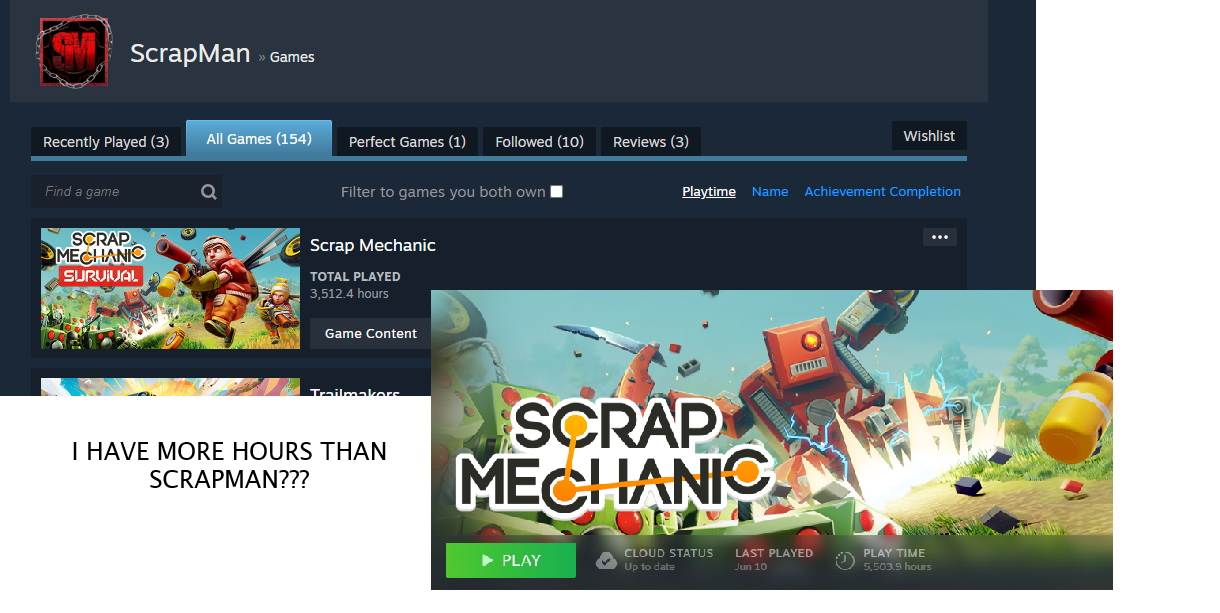 SM
ScrapMan » Games
Recently Played (3) All Games (154) Perfect Games (1) Followed (10) Reviews (3) Wishlist
Find a game Filter to games you both own Playtime Name Achievement Completion
SCRAP
MECHANIC
SURVIVAL
Scrap Mechanic
TOTAL PLAYED
3,512.4 hours
Game Content
Trailmakers
I HAVE MORE HOURS THAN
SCRAPMAN???
SCRAP
MECHANIC
PLAY
CLOUD STATUS
Up to date
LAST PLAYED
Jun 10
PLAY TIME
5,503.9 hours